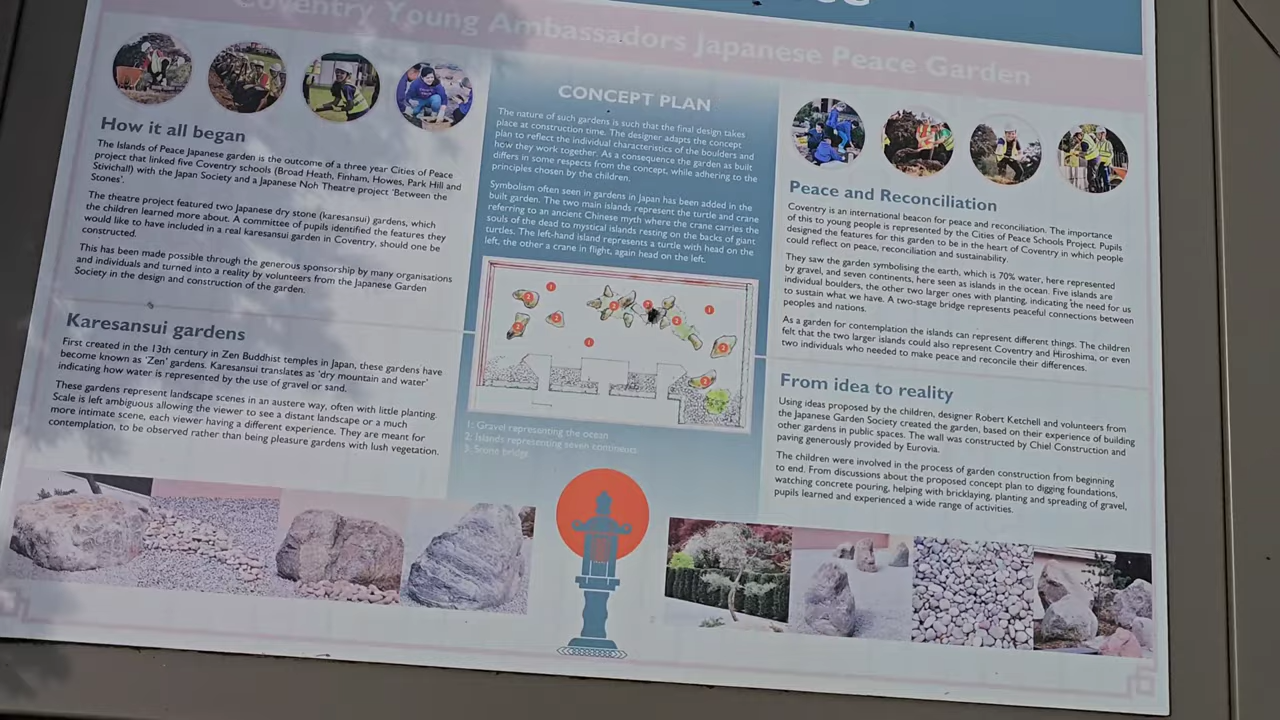 Coventry Young Ambassadors Japanese Peace Garden
How it all began
The Islands of Peace Japanese garden is the outcome of a three year Cities of Peace
project that linked five Coventry schools (Broad Heath, Finham, Howes, Park Hill and
Stivichall) with the Japan Society and a Japanese Noh Theatre project 'Between the
Stones'.
The theatre project featured two Japanese dry stone (karesansui) gardens, which
the children learned more about. A committee of pupils identified the features they
would like to have included in a real karesansui garden in Coventry, should one be
constructed.
This has been made possible through the generous sponsorship by many organisations
and individuals and turned into a reality by volunteers from the Japanese Garden
Society in the design and construction of the garden.
Karesansui gardens
First created in the 13th century in Zen Buddhist temples in Japan, these gardens have
become known as 'Zen' gardens. Karesansui translates as 'dry mountain and water'
indicating how water is represented by the use of gravel or sand.
These gardens represent landscape scenes in an austere way, often with little planting.
Scale is left ambiguous allowing the viewer to see a distant landscape or a much
more intimate scene, each viewer having a different experience. They are meant for
contemplation, to be observed rather than being pleasure gardens with lush vegetation.
CONCEPT PLAN
The nature of such gardens is such that the final design takes
place at construction time. The designer adapts the concept
plan to reflect the individual characteristics of the boulders and
how they work together. As a consequence the garden as built
differs in some respects from the concept, while adhering to the
principles chosen by the children.
Symbolism often seen in gardens in Japan has been added in the
built garden. The two main islands represent the turtle and crane
referring to an ancient Chinese myth where the crane carries the
souls of the dead to mystical islands resting on the backs of giant
turtles. The left-hand island represents a turtle with head on the
left, the other a crane in flight, again head on the left.
1: Gravel representing the ocean
2: Islands representing seven continents
3: Stone bridge
Peace and Reconciliation
Coventry is an international beacon for peace and reconciliation. The importance
of this to young people is represented by the Cities of Peace Schools Project. Pupils
designed the features for this garden to be in the heart of Coventry in which people
could reflect on peace, reconciliation and sustainability.
They saw the garden symbolising the earth, which is 70% water, here represented
by gravel, and seven continents, here seen as islands in the ocean. Five islands are
individual boulders, the other two larger ones with planting, indicating the need for us
to sustain what we have. A two-stage bridge represents peaceful connections between
peoples and nations.
As a garden for contemplation the islands can represent different things. The children
felt that the two larger islands could also represent Coventry and Hiroshima, or even
two individuals who needed to make peace and reconcile their differences.
From idea to reality
Using ideas proposed by the children, designer Robert Ketchell and volunteers from
the Japanese Garden Society created the garden, based on their experience of building
other gardens in public spaces. The wall was constructed by Chiel Construction and
paving generously provided by Eurovia.
The children were involved in the process of garden construction from beginning
to end. From discussions about the proposed concept plan to digging foundations,
watching concrete pouring, helping with bricklaying, planting and spreading of gravel,
pupils learned and experienced a wide range of activities.